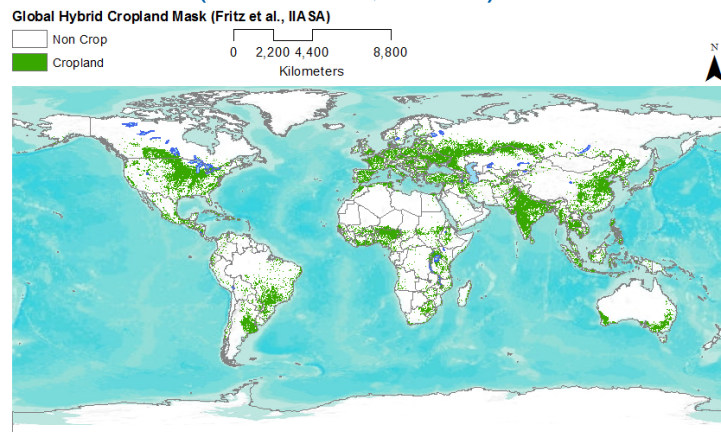 Global Hybrid Cropland Mask (Fritz et al., IIASA)
Non Crop
Cropland
0 2,200 4,400 8,800
Kilometers
N